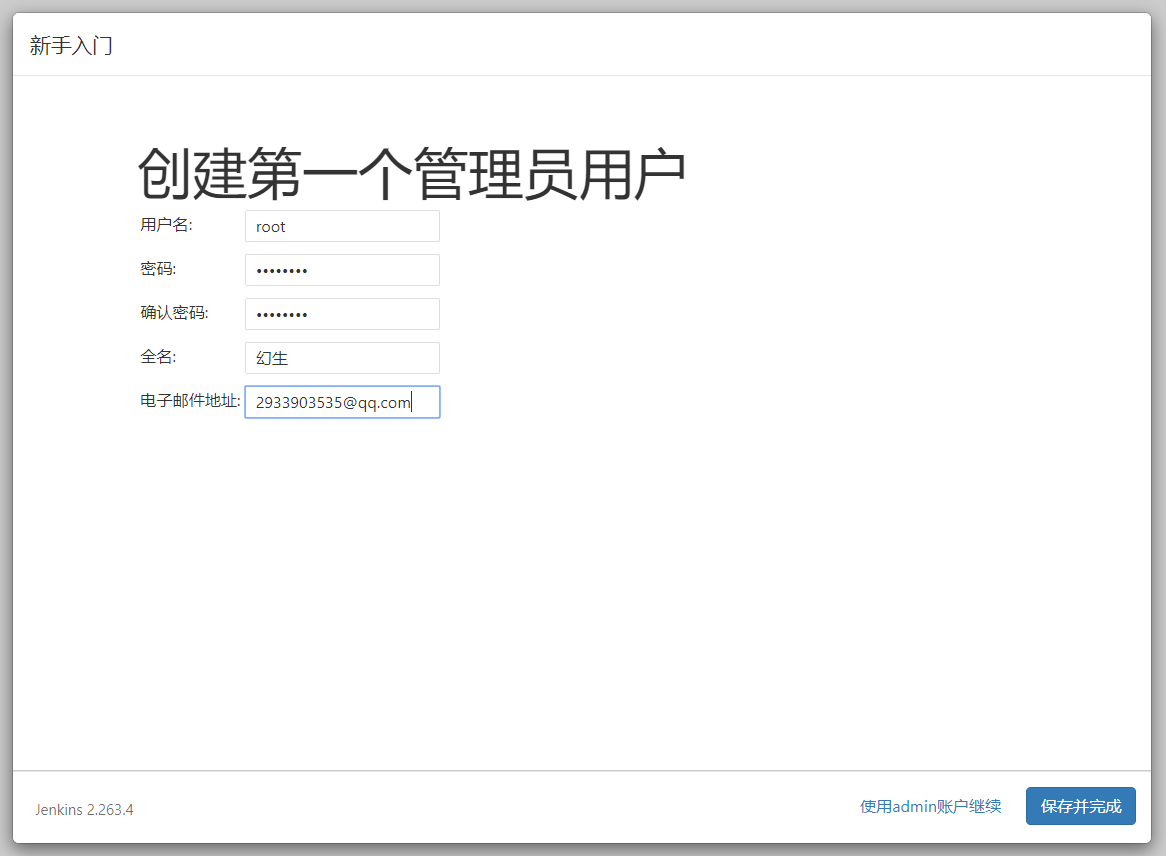 新手入门
创建第一个管理员用户
用户名: root
密码: ••••••••
确认密码: ••••••••
全名: 幻生
电子邮件地址: 2933903535@qq.com
Jenkins 2.263.4 使用admin账户继续 保存并完成